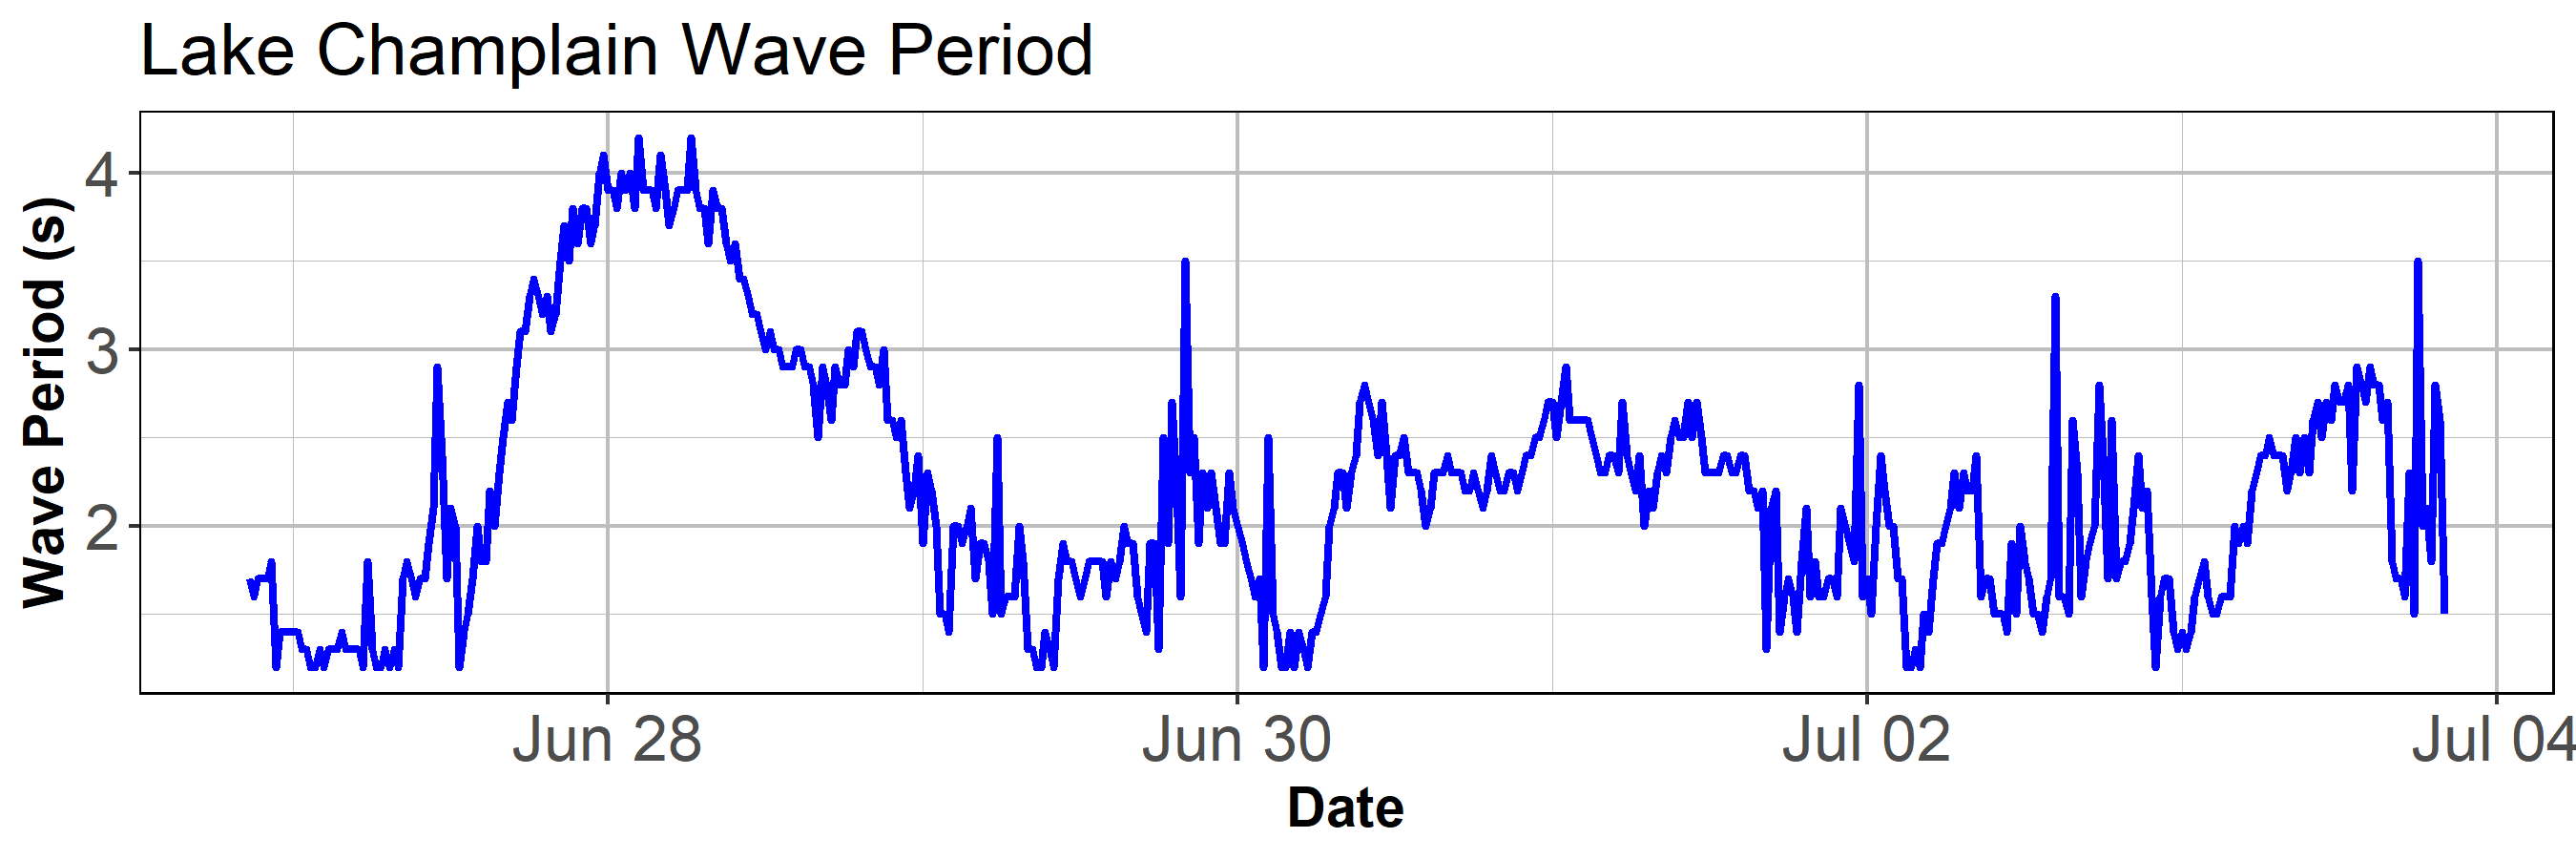 Lake Champlain Wave Period
Wave Period (s)
4
3
2
Jun 28 Jun 30 Jul 02 Jul 04
Date